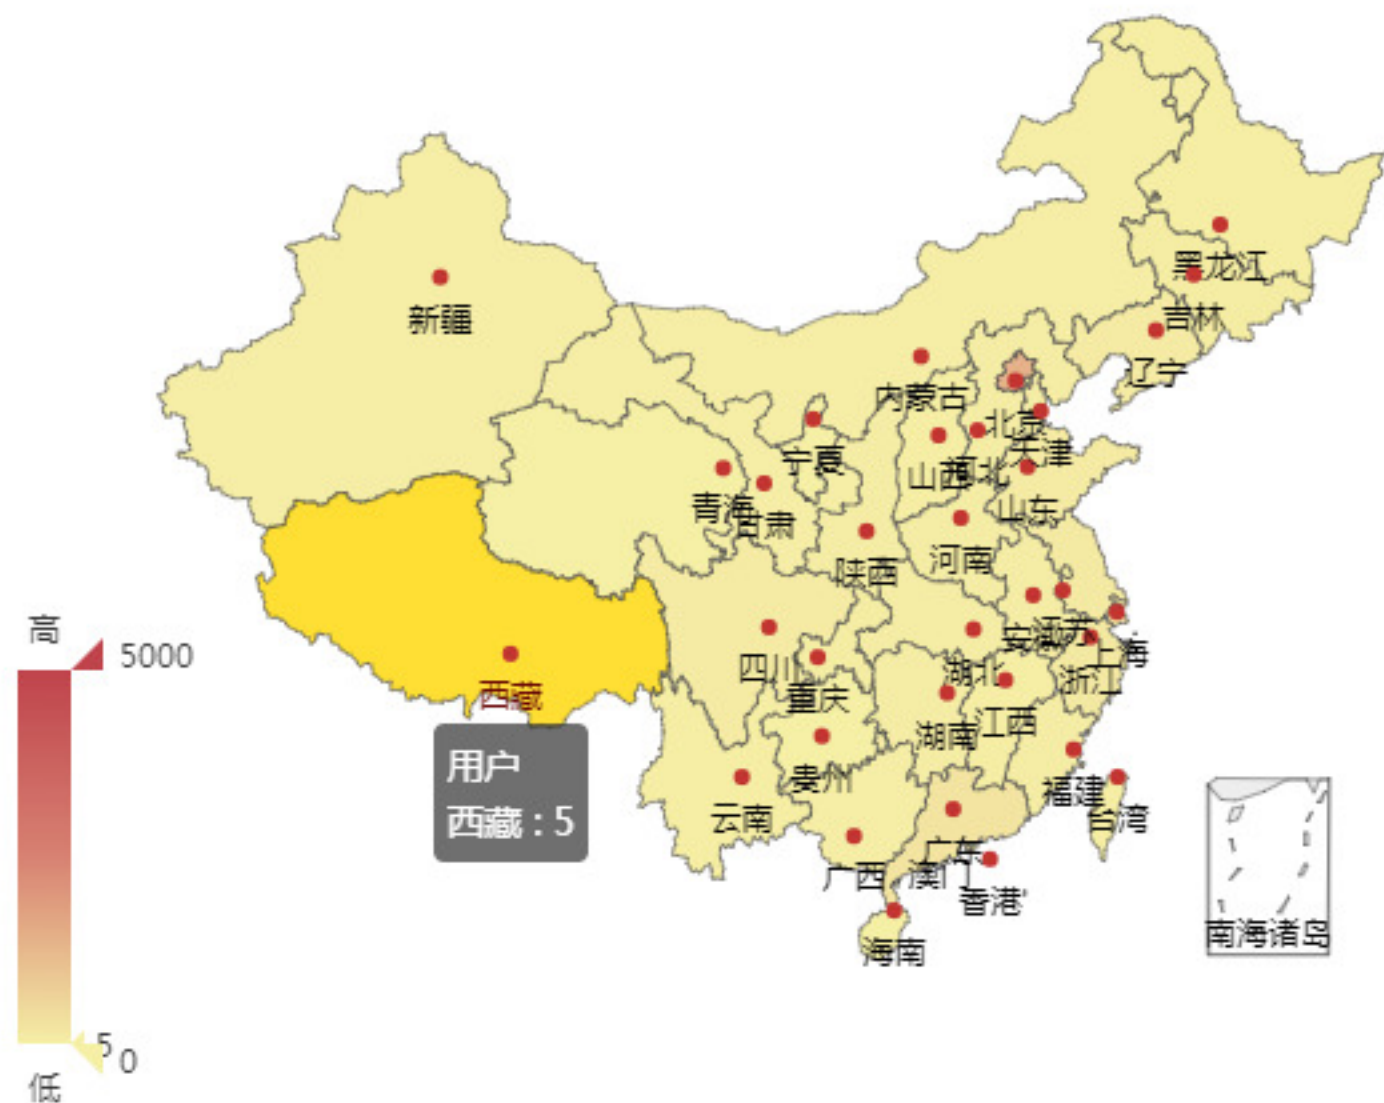 黑龙江
吉林
新疆
辽宁
内蒙古
北京
天津
宁夏
山西
河北
青海
甘肃
山东
陕西
河南
高
5000
安徽
江苏
上海
四川
湖北
浙江
重庆
西藏
湖南
江西
用户
西藏 : 5
贵州
福建
台湾
云南
广东
广西
澳门
香港
南海诸岛
海南
5
0
低